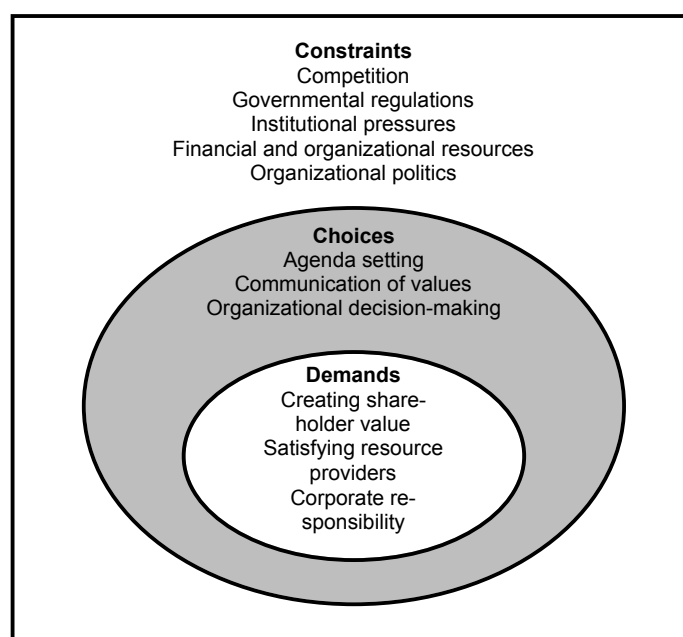 Constraints
Competition
Governmental regulations
Institutional pressures
Financial and organizational resources
Organizational politics
Choices
Agenda setting
Communication of values
Organizational decision-making
Demands
Creating share-
holder value
Satisfying resource
providers
Corporate re-
sponsibility